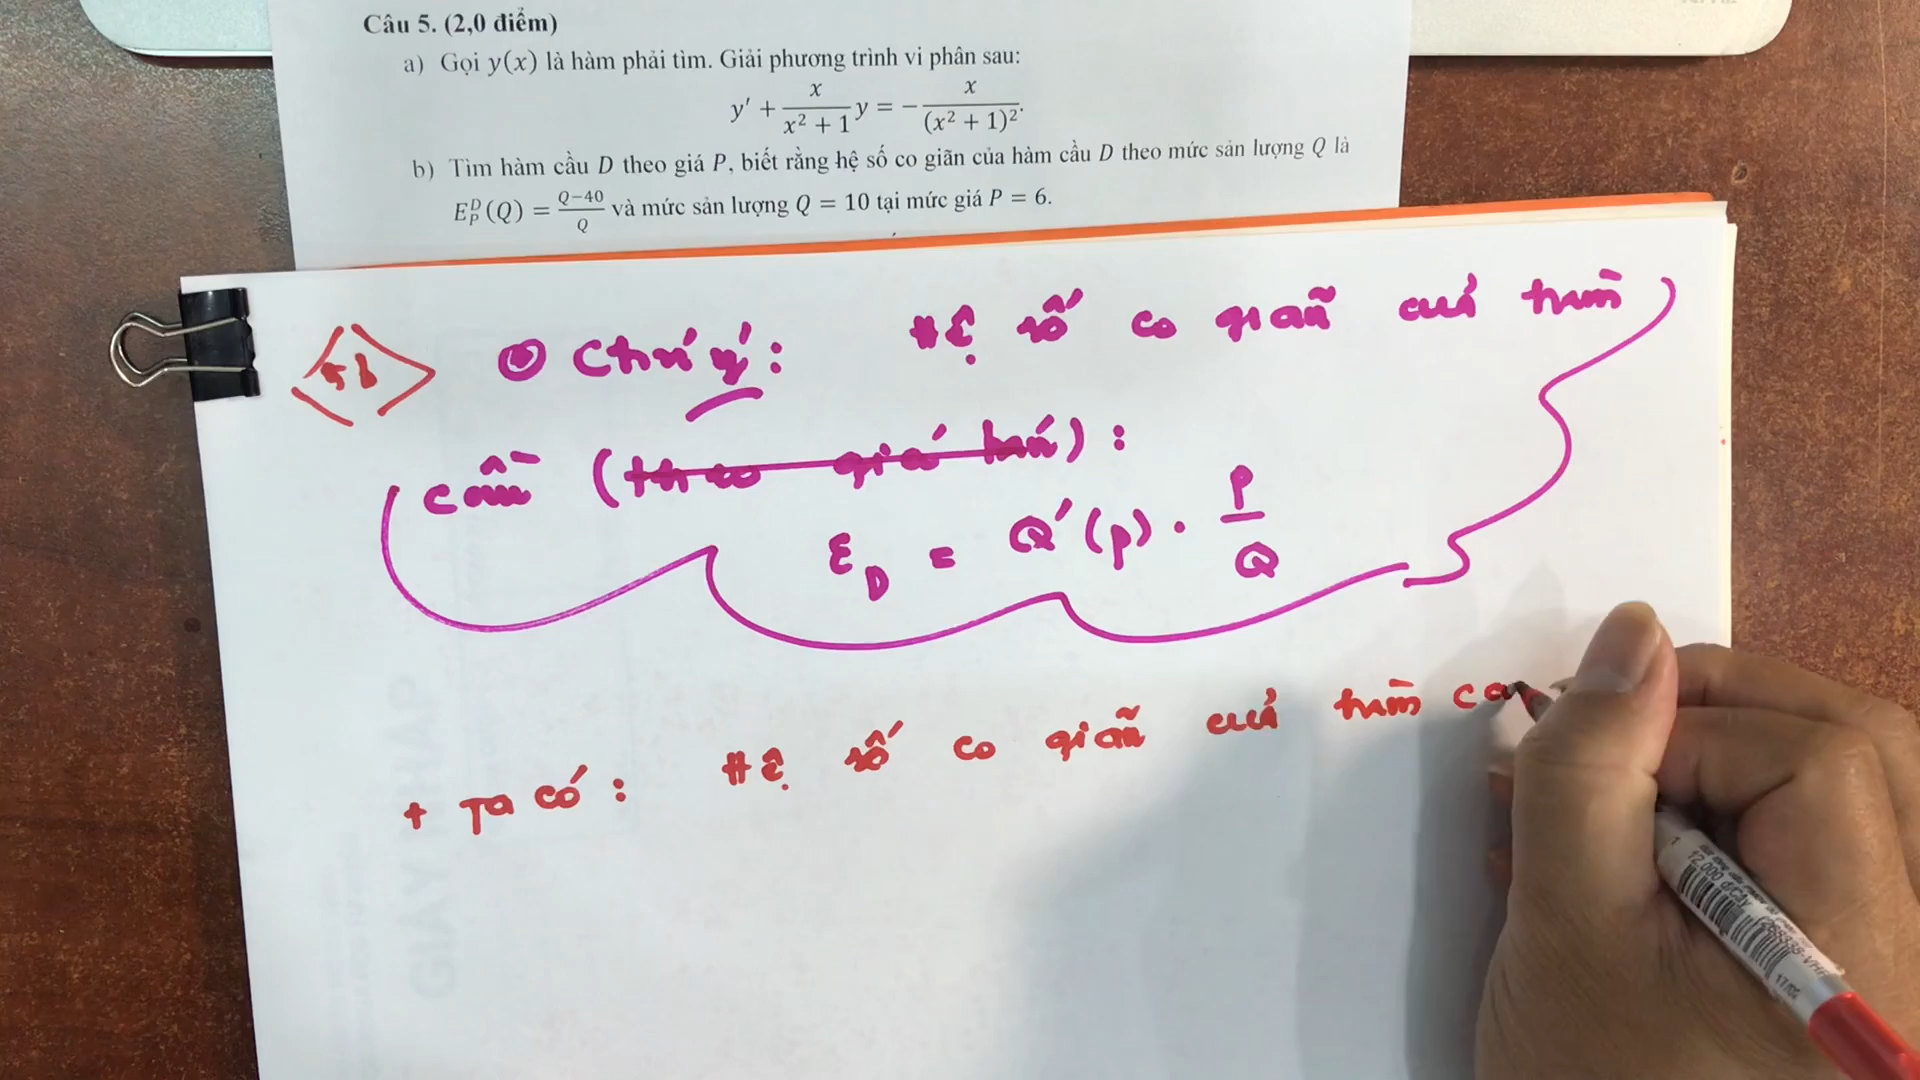 Câu 5. (2,0 điểm)
a) Gọi y(x) là hàm phải tìm. Giải phương trình vi phân sau:
y′ + x/(x² + 1) y = − x/(x² + 1)².
b) Tìm hàm cầu D theo giá P, biết rằng hệ số co giãn của hàm cầu D theo mức sản lượng Q là
E_P^D(Q) = (Q−40)/Q và mức sản lượng Q = 10 tại mức giá P = 6.
5b
Chú ý: Hệ số co giãn của hàm
cầu (theo giá bán):
E_D = Q′(p) · P/Q
+ Ta có: Hệ số co giãn của hàm
12.000 đ/Cây